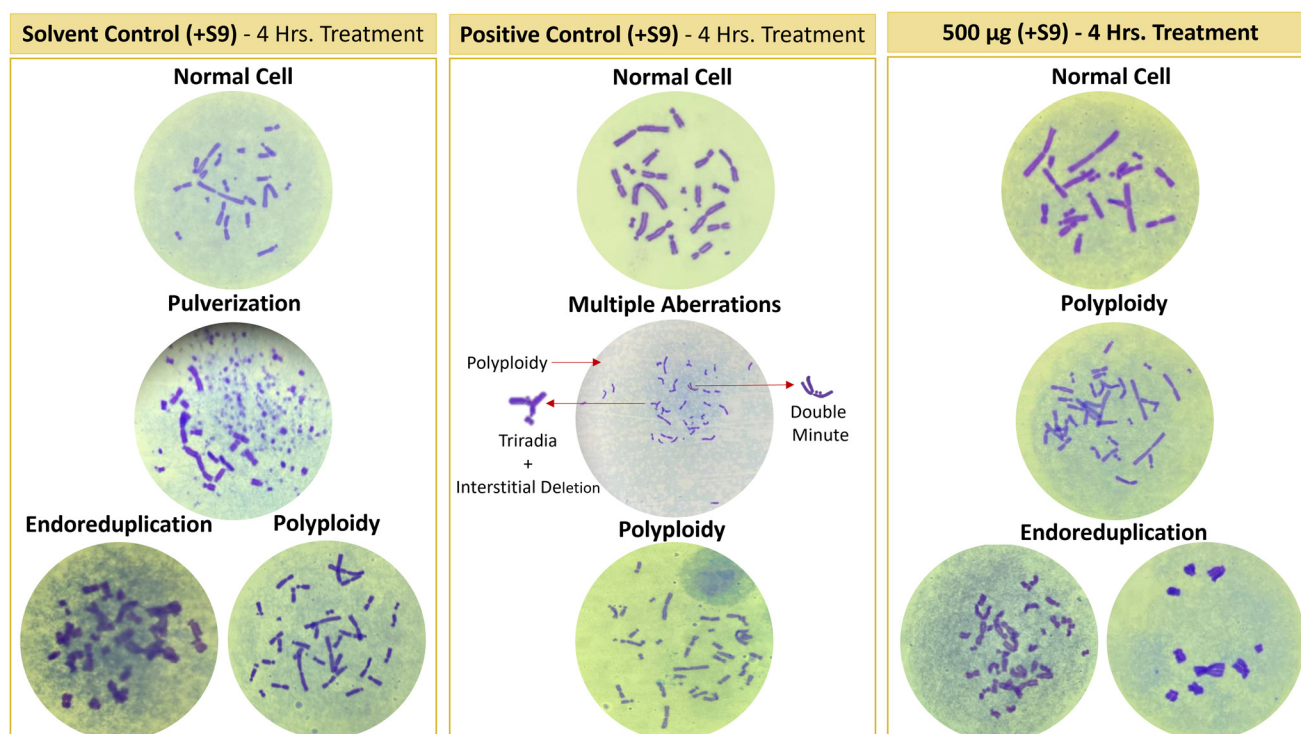 Solvent Control (+S9) - 4 Hrs. Treatment
Normal Cell
Pulverization
Endoreduplication
Polyploidy
Positive Control (+S9) - 4 Hrs. Treatment
Normal Cell
Multiple Aberrations
Polyploidy
Triradia
+
Interstitial Deletion
Double
Minute
Polyploidy
500 µg (+S9) - 4 Hrs. Treatment
Normal Cell
Polyploidy
Endoreduplication